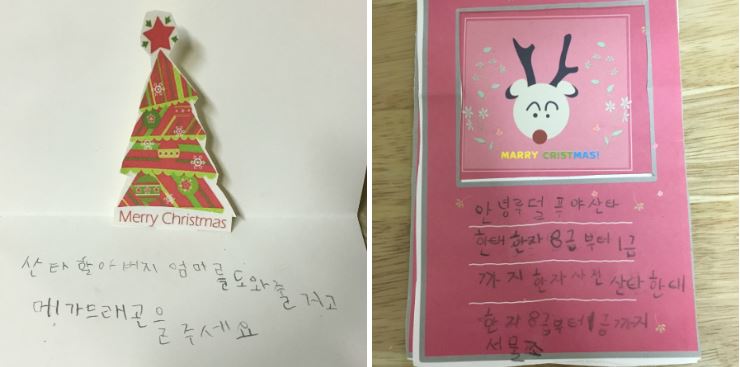 Merry Christmas
산타할아버지 엄마를 도와줄거고
메가드래곤을 주세요
MARRY CRISTMAS!
안녕루덜푸야산타
한태 한자 8급부터 1급
까지 한자사전 산타한태
한자8급부터1급까지
서물조